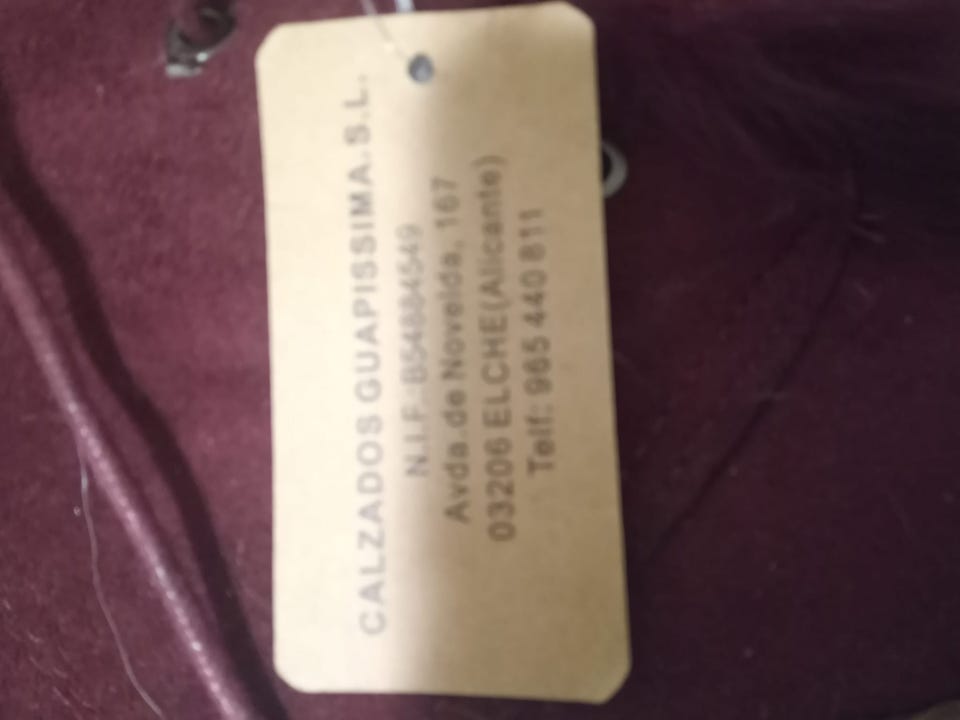 CALZADOS GUAPISSIMA.S.L.
N.I.F.:B54884549
Avda.de Novelda, 167
03206 ELCHE(Alicante)
Telf: 965 440 811